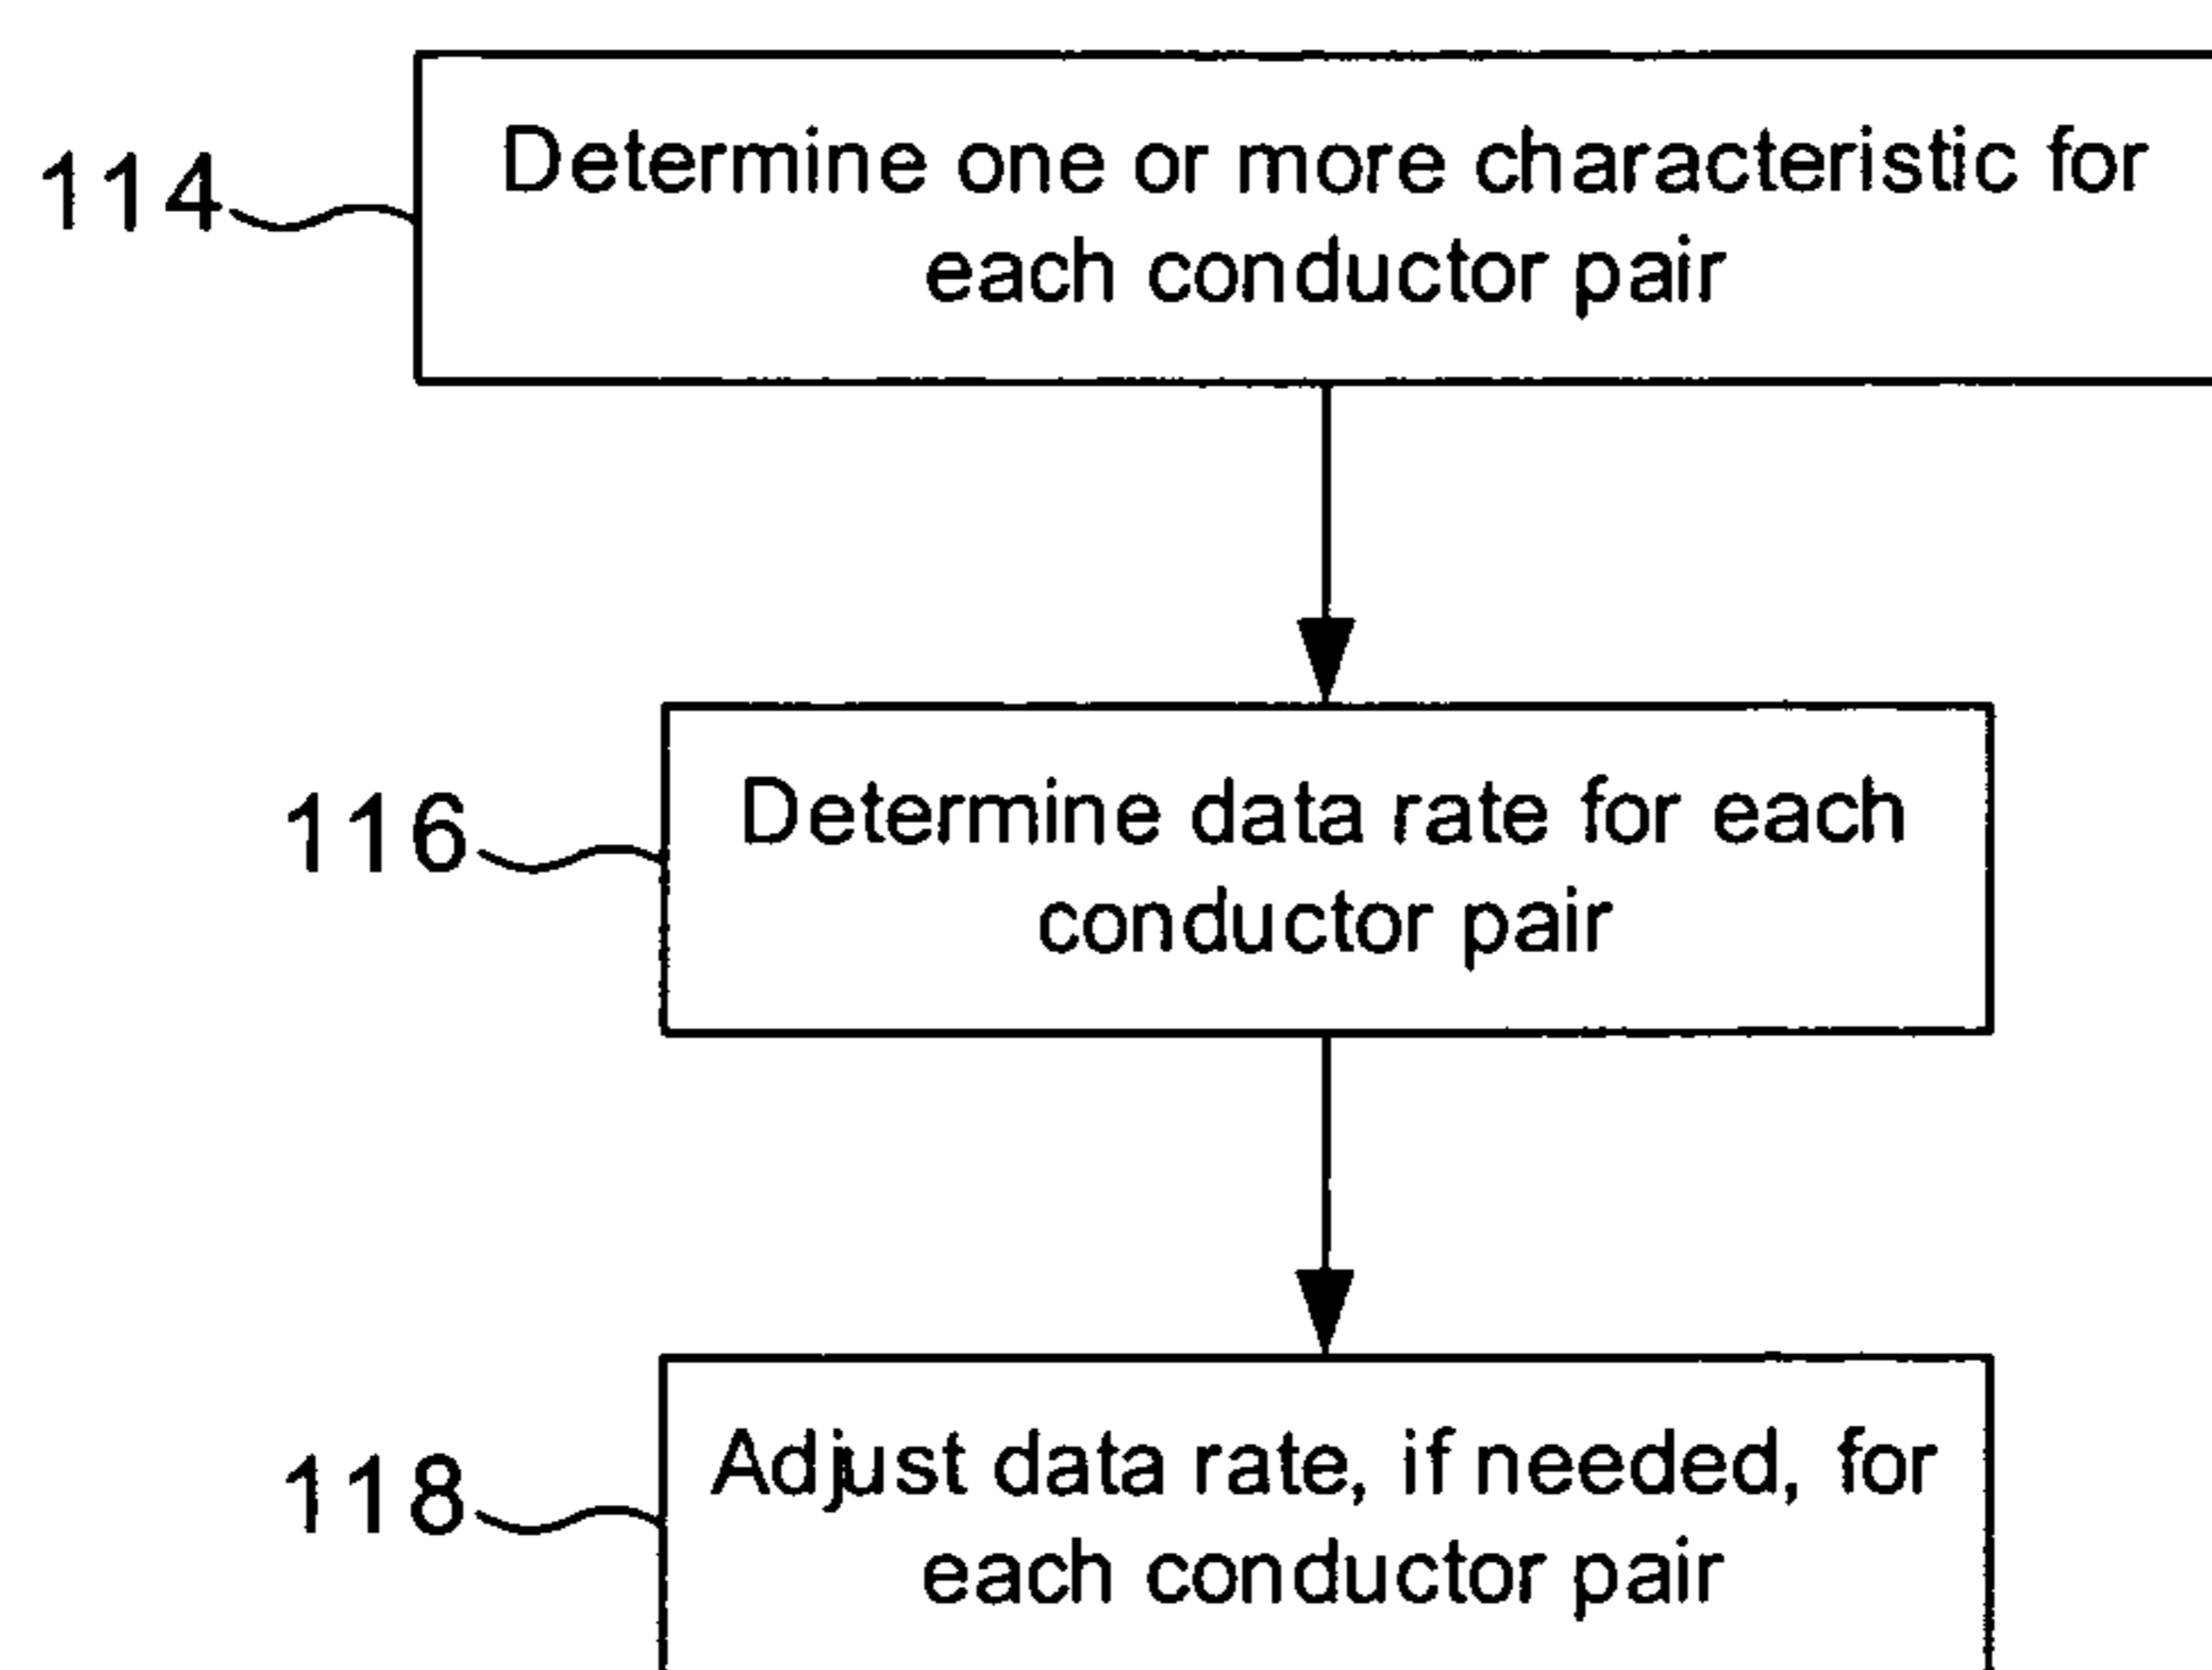 114
Determine one or more characteristic for
each conductor pair
116
Determine data rate for each
conductor pair
118
Adjust data rate, if needed, for
each conductor pair